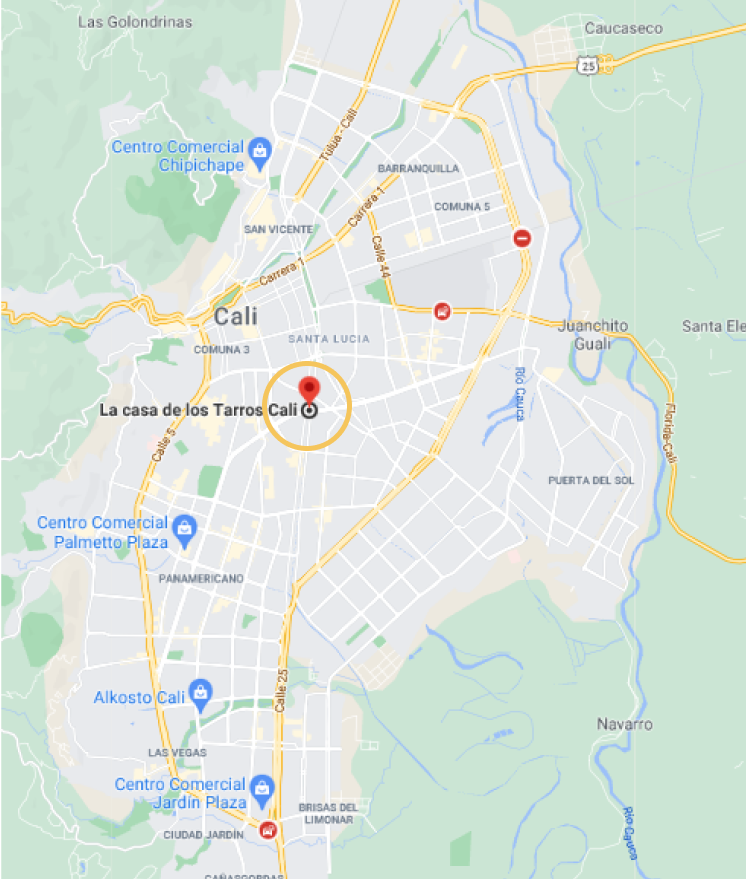 Las Golondrinas
Caucaseco
25
Centro Comercial
Chipichape
Tulua - Cali
BARRANQUILLA
Carrera 1
COMUNA 5
SAN VICENTE
Calle 44
Carrera 1
Cali
Juanchito
Guali
Santa Ele
SANTA LUCIA
COMUNA 3
Río Cauca
La casa de los Tarros Cali
Calle 5
Florida-Cali
PUERTA DEL SOL
Centro Comercial
Palmetto Plaza
PANAMERICANO
Calle 25
Alkosto Cali
Navarro
LAS VEGAS
Centro Comercial
Jardín Plaza
BRISAS DEL
LIMONAR
Río Cauca
CIUDAD JARDÍN
CAÑASGORDAS